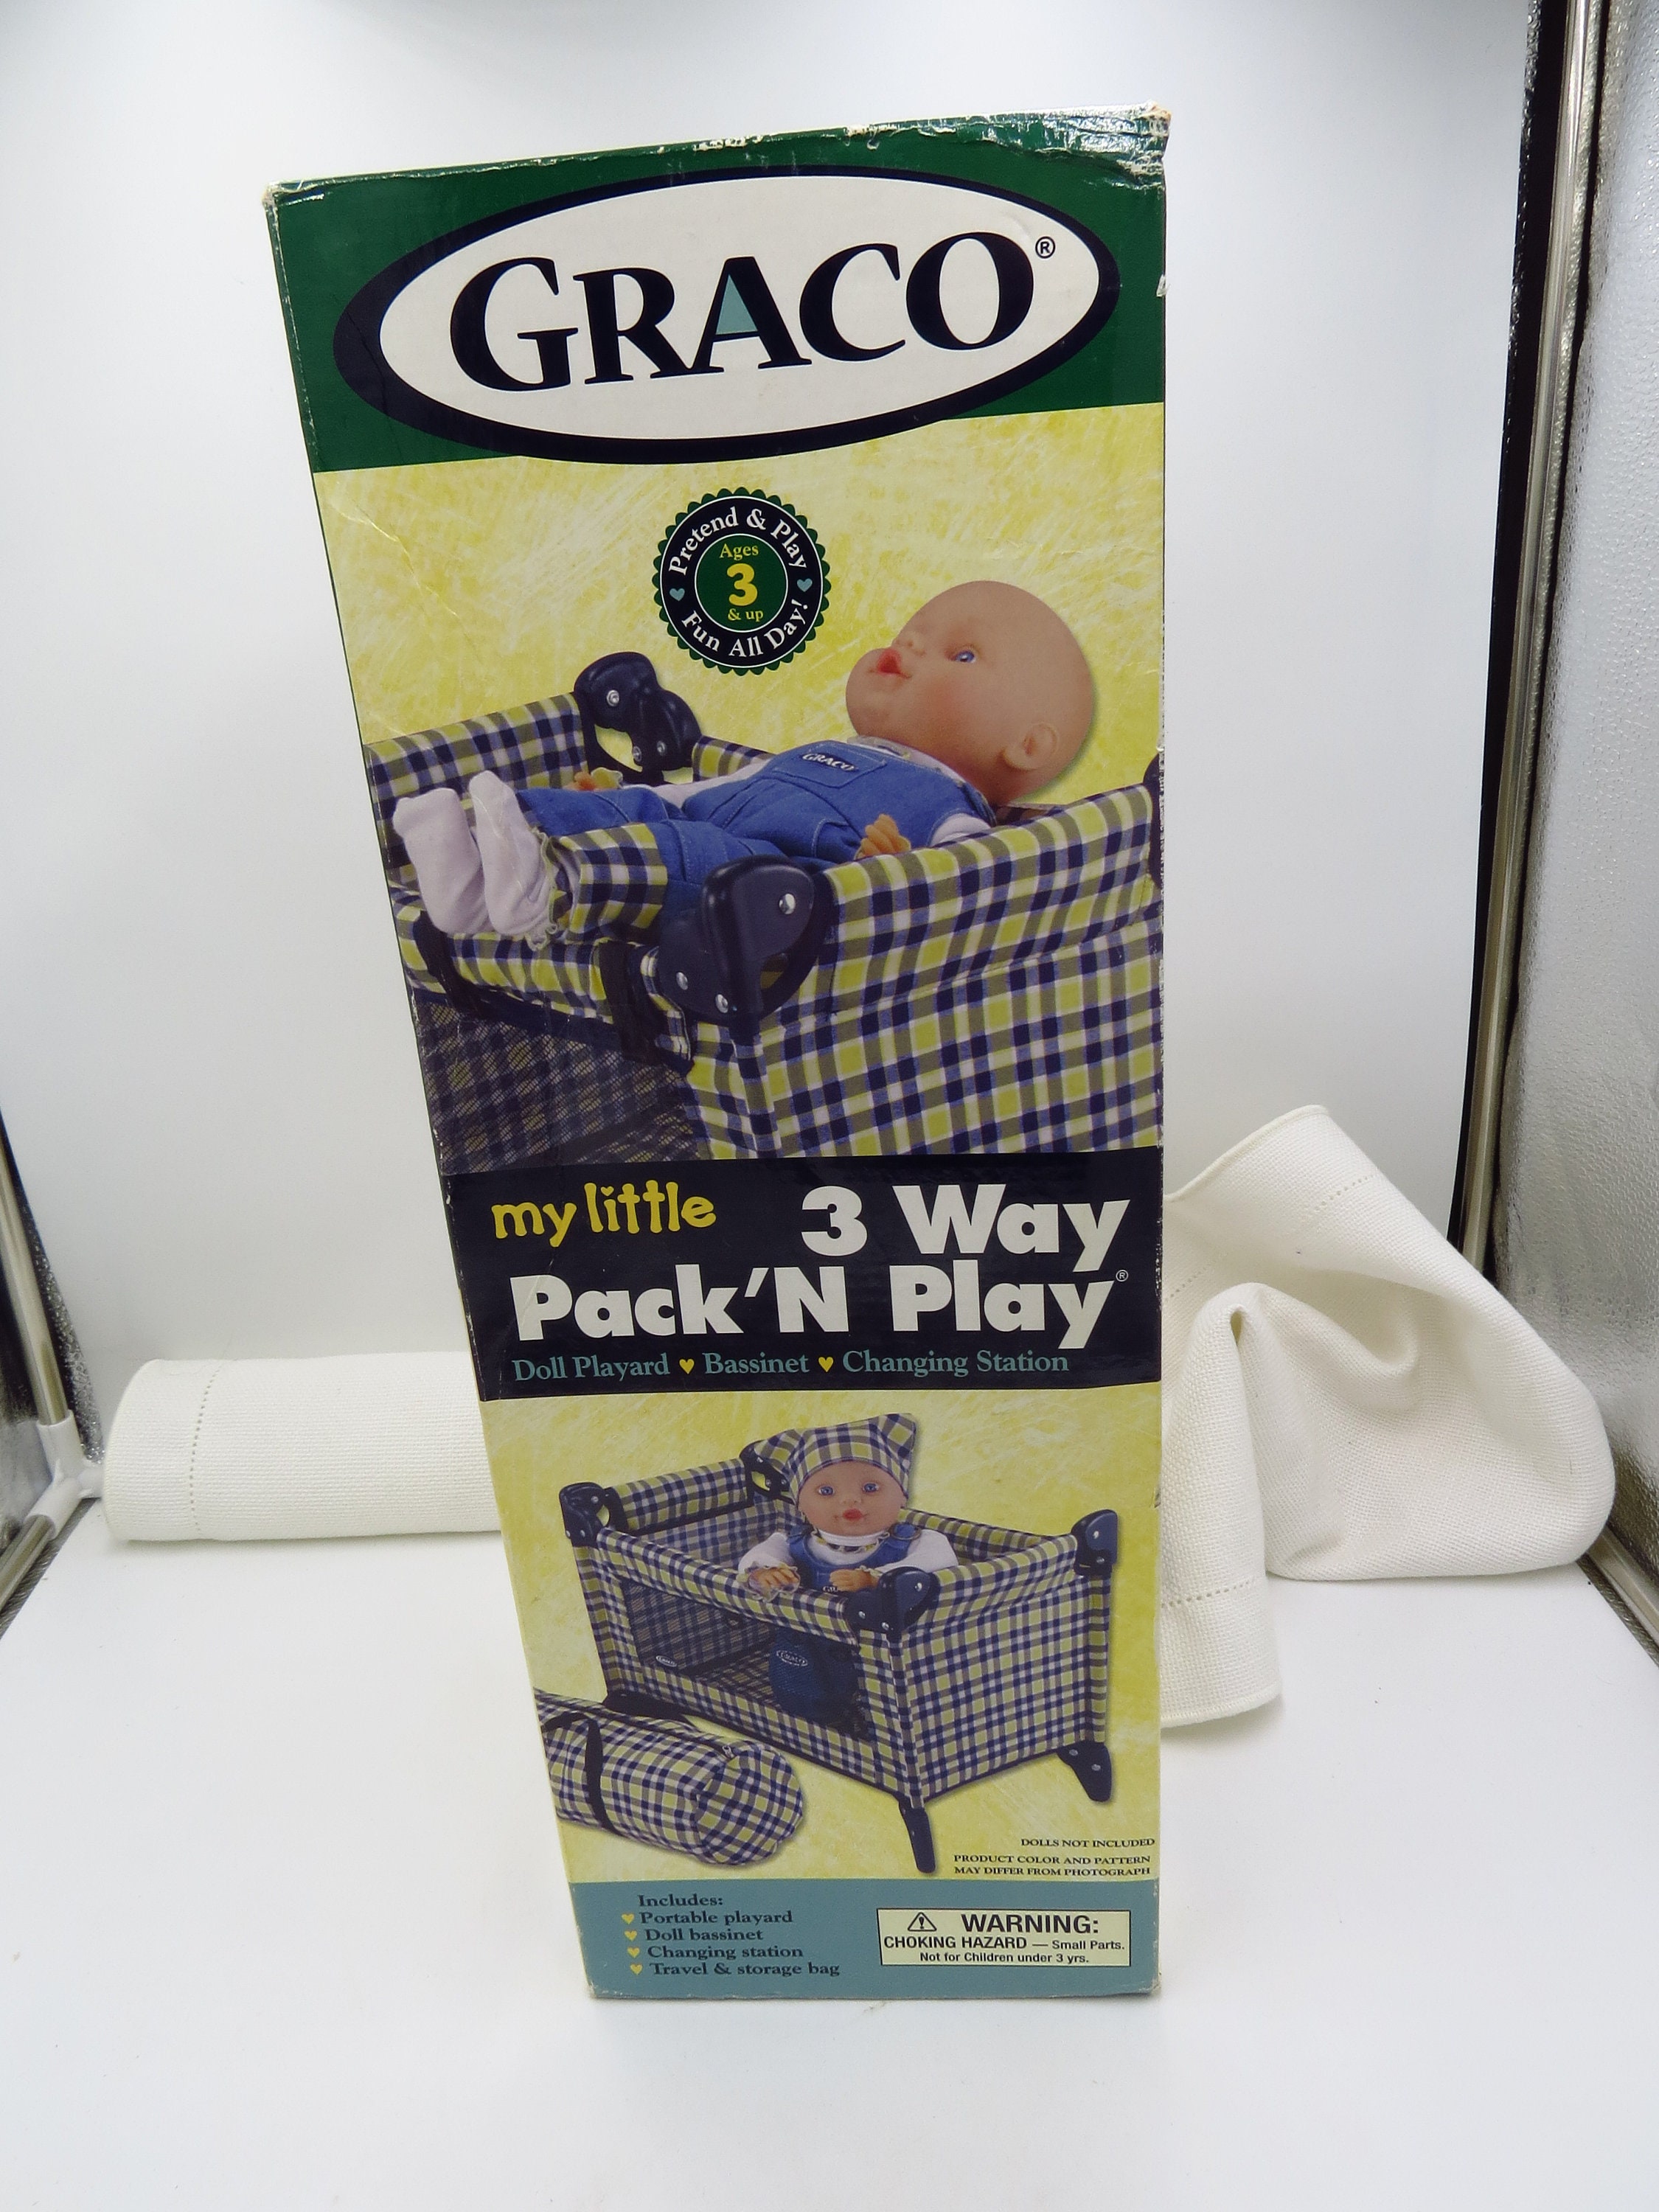 GRACO®
Pretend & Play
Ages
3
& up
Fun All Day!
GRACO
my little 3 Way
Pack'N Play®
Doll Playard ♥ Bassinet ♥ Changing Station
GRACO
DOLLS NOT INCLUDED
PRODUCT COLOR AND PATTERN
MAY DIFFER FROM PHOTOGRAPH
Includes:
♥ Portable playard
♥ Doll bassinet
♥ Changing station
♥ Travel & storage bag
WARNING:
CHOKING HAZARD — Small Parts.
Not for Children under 3 yrs.